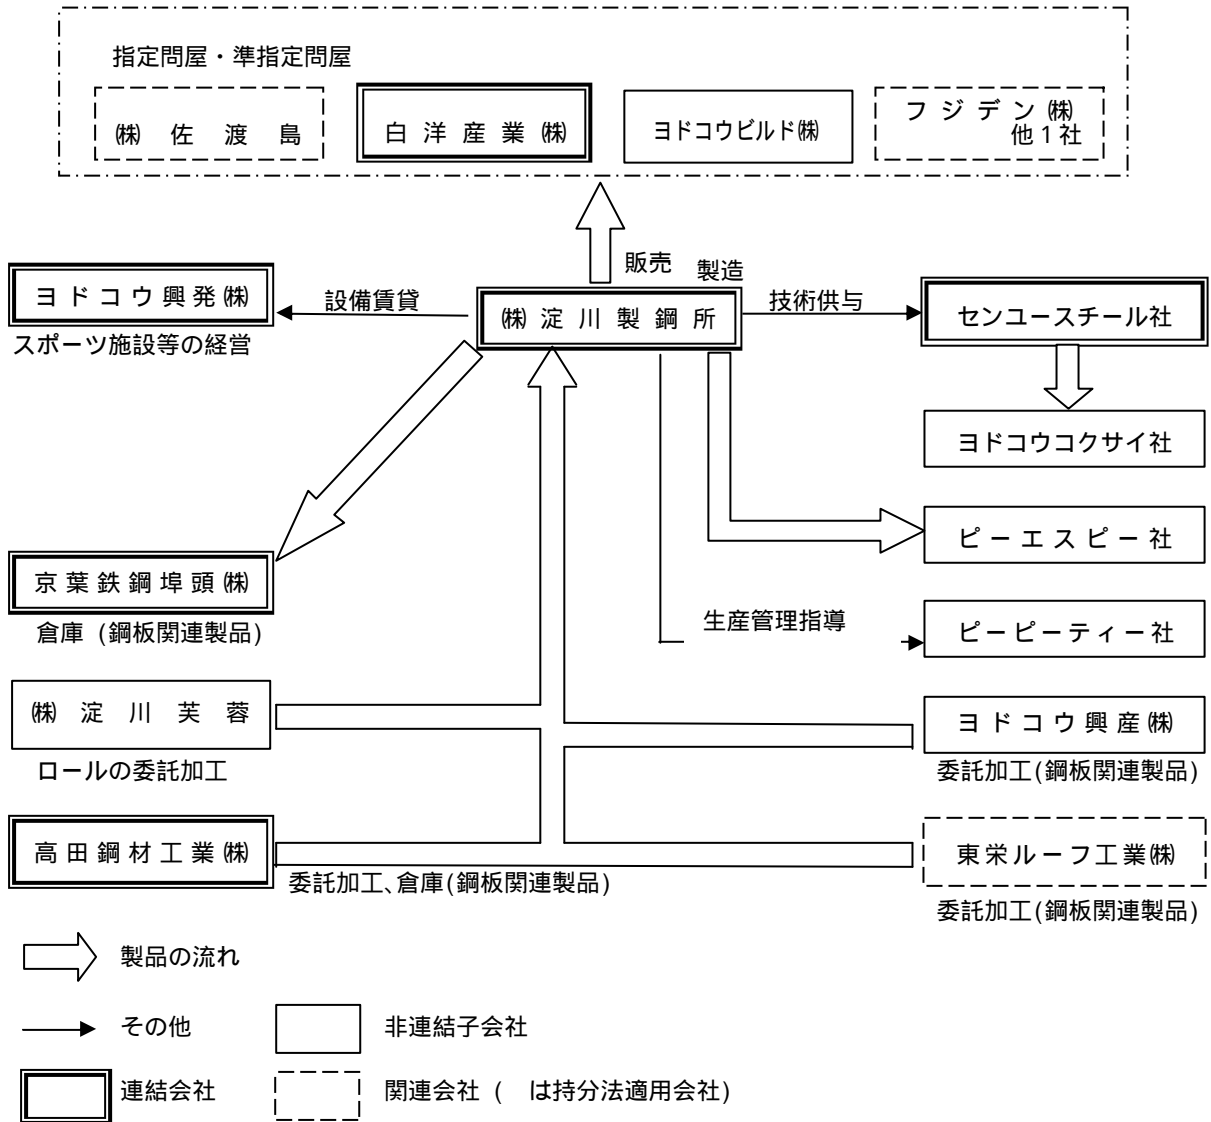 指定問屋・準指定問屋
㈱佐渡島
白洋産業㈱
ヨドコウビルド㈱
フジデン㈱
他1社
販売
製造
ヨドコウ興発㈱
設備賃貸
㈱淀川製鋼所
技術供与
センユースチール社
スポーツ施設等の経営
ヨドコウコクサイ社
ピーエスピー社
京葉鉄鋼埠頭㈱
倉庫(鋼板関連製品)
生産管理指導
ピーピーティー社
㈱淀川芙蓉
ヨドコウ興産㈱
ロールの委託加工
委託加工(鋼板関連製品)
高田鋼材工業㈱
東栄ルーフ工業㈱
委託加工、倉庫(鋼板関連製品)
委託加工(鋼板関連製品)
製品の流れ
その他
非連結子会社
連結会社
関連会社(　は持分法適用会社)